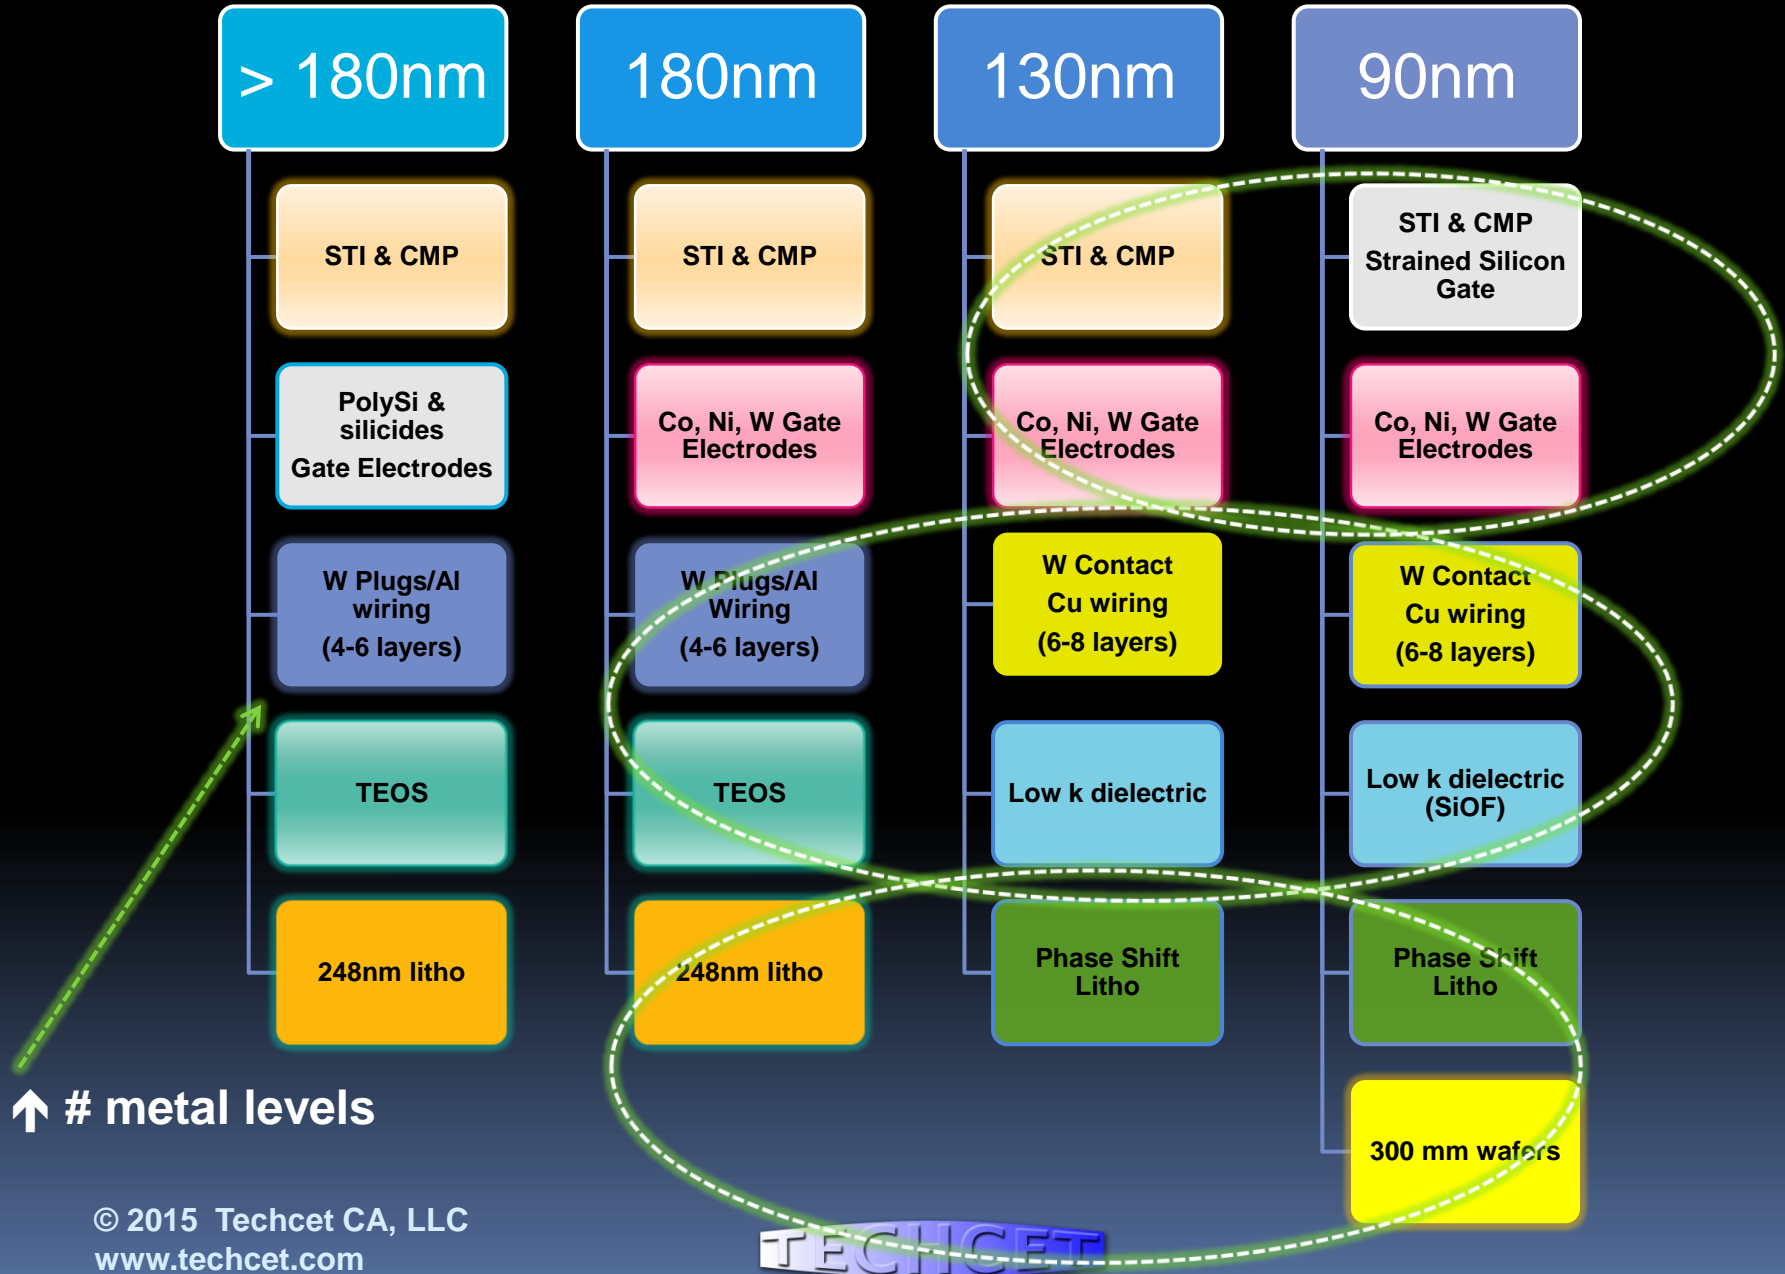 > 180nm
STI & CMP
PolySi &
silicides
Gate Electrodes
W Plugs/Al
wiring
(4-6 layers)
TEOS
248nm litho
180nm
STI & CMP
Co, Ni, W Gate
Electrodes
W Plugs/Al
Wiring
(4-6 layers)
TEOS
248nm litho
130nm
STI & CMP
Co, Ni, W Gate
Electrodes
W Contact
Cu wiring
(6-8 layers)
Low k dielectric
Phase Shift
Litho
90nm
STI & CMP
Strained Silicon
Gate
Co, Ni, W Gate
Electrodes
W Contact
Cu wiring
(6-8 layers)
Low k dielectric
(SiOF)
Phase Shift
Litho
300 mm wafers
↑ # metal levels
© 2015 Techcet CA, LLC
www.techcet.com
TECHCET